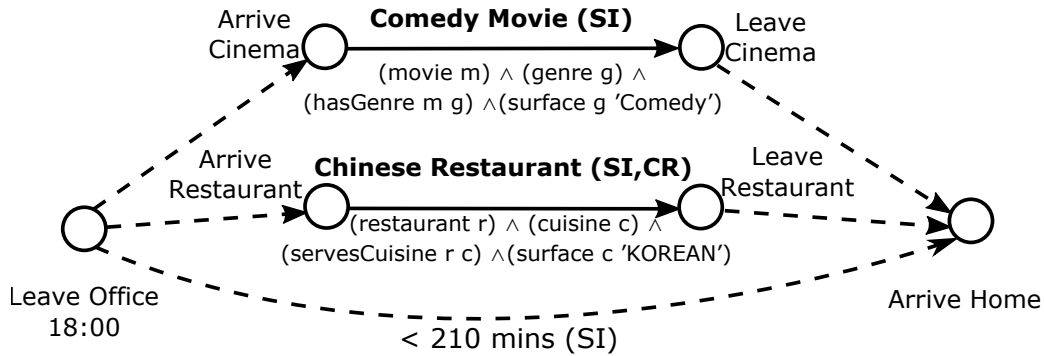 Arrive
Cinema
Comedy Movie (SI)
Leave
Cinema
(movie m) ∧ (genre g) ∧
(hasGenre m g) ∧(surface g 'Comedy')
Arrive
Restaurant
Chinese Restaurant (SI,CR)
Leave
Restaurant
(restaurant r) ∧ (cuisine c) ∧
(servesCuisine r c) ∧(surface c 'KOREAN')
Leave Office
18:00
Arrive Home
< 210 mins (SI)